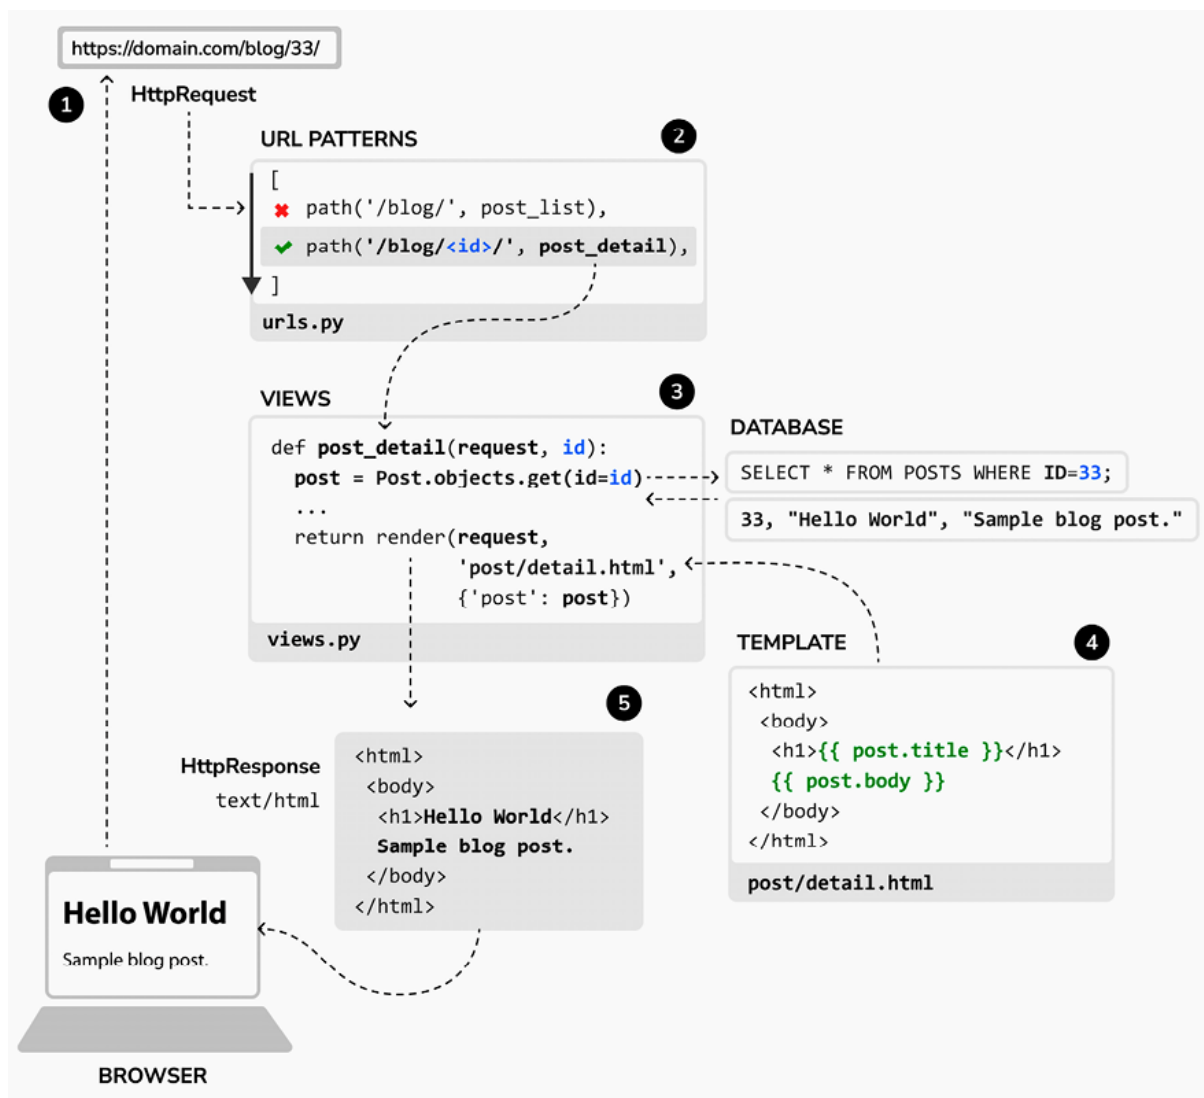 https://domain.com/blog/33/
1
HttpRequest
URL PATTERNS
2
[
path('/blog/', post_list),
path('/blog/<id>/', post_detail),
]
urls.py
VIEWS
3
def post_detail(request, id):
post = Post.objects.get(id=id)
...
return render(request,
'post/detail.html',
{'post': post})
views.py
DATABASE
SELECT * FROM POSTS WHERE ID=33;
33, "Hello World", "Sample blog post."
TEMPLATE
4
<html>
<body>
<h1>{{ post.title }}</h1>
{{ post.body }}
</body>
</html>
post/detail.html
5
HttpResponse
text/html
<html>
<body>
<h1>Hello World</h1>
Sample blog post.
</body>
</html>
Hello World
Sample blog post.
BROWSER